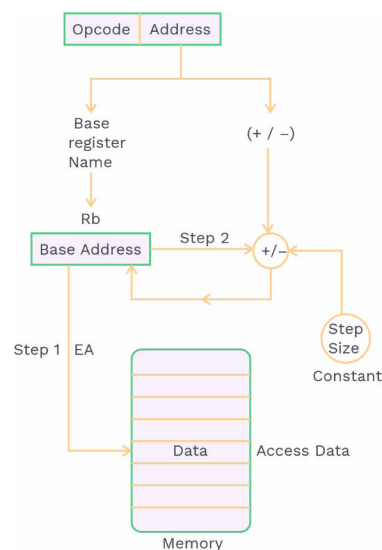 Opcode Address
Base
register
Name
(+ / −)
Rb
Base Address
Step 2
+/−
Step 1
EA
Step
Size
Constant
Data
Access Data
Memory